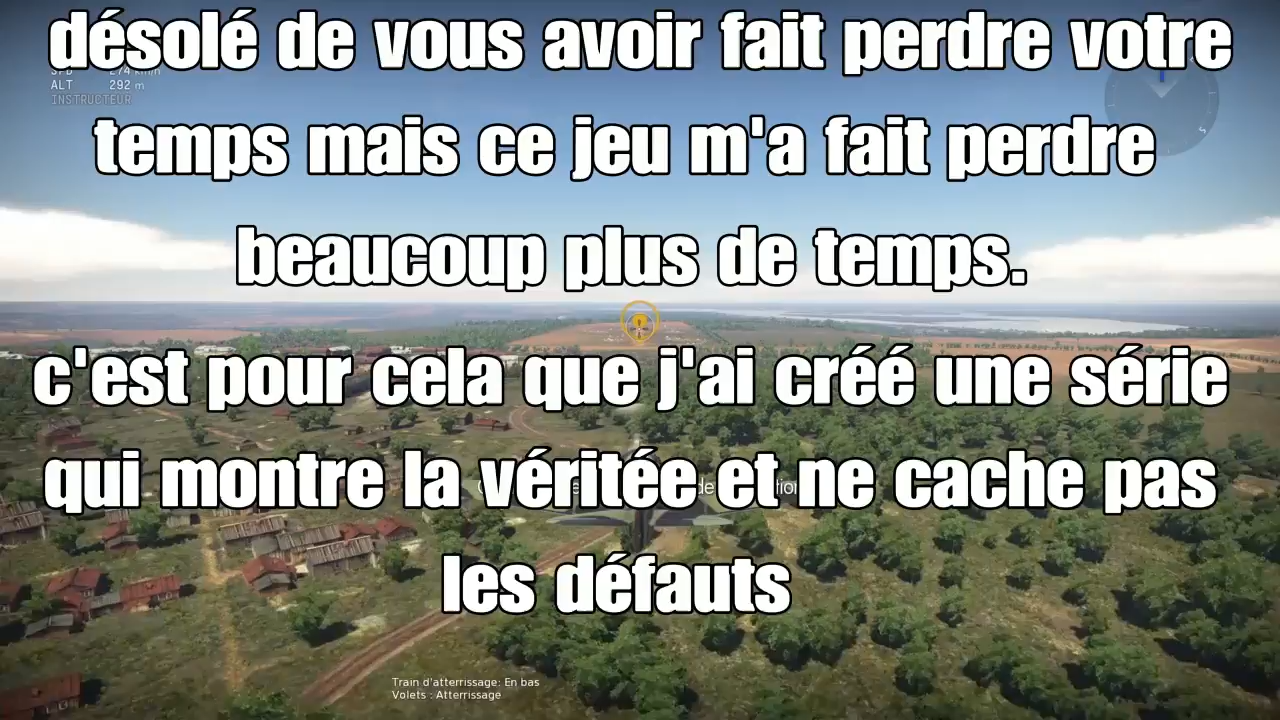 désolé de vous avoir fait perdre votre
ALT 292 m
INSTRUCTEUR
temps mais ce jeu m'a fait perdre
beaucoup plus de temps.
c'est pour cela que j'ai créé une série
qui montre la véritée et ne cache pas
les défauts
Train d'atterrissage: En bas
Volets : Atterrissage